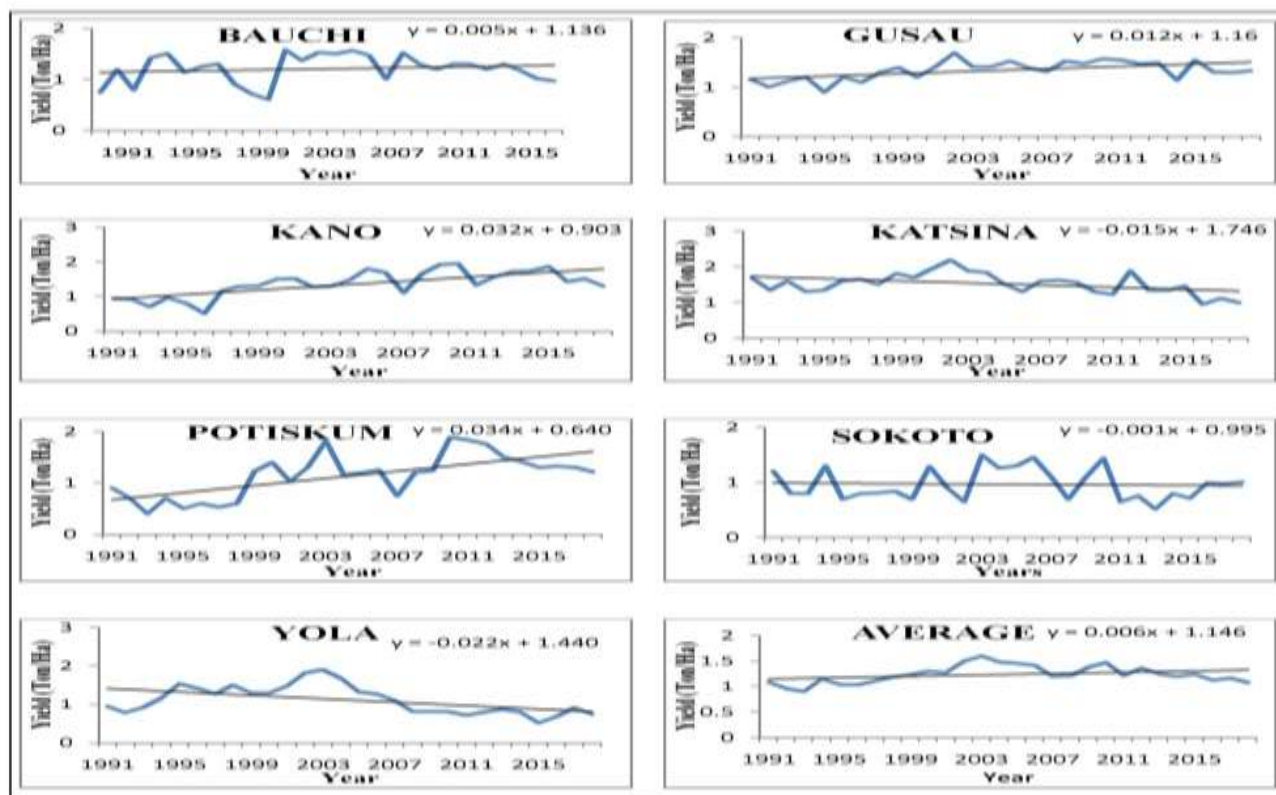 BAUCHI
y = 0.005x + 1.136
Yield (Ton/Ha)
2
1
0
1991 1995 1999 2003 2007 2011 2015
Year
GUSAU
y = 0.012x + 1.16
Yield (Ton/Ha)
2
1
0
1991 1995 1999 2003 2007 2011 2015
Year
KANO
y = 0.032x + 0.903
Yield (Ton/Ha)
3
2
1
0
1991 1995 1999 2003 2007 2011 2015
Year
KATSINA
y = -0.015x + 1.746
Yield (Ton/Ha)
3
2
1
0
1991 1995 1999 2003 2007 2011 2015
Year
POTISKUM
y = 0.034x + 0.640
Yield (Ton/Ha)
2
1
0
1991 1995 1999 2003 2007 2011 2015
Year
SOKOTO
y = -0.001x + 0.995
Yield (Ton/Ha)
2
1
0
1991 1995 1999 2003 2007 2011 2015
Years
YOLA
y = -0.022x + 1.440
Yield (Ton/Ha)
3
2
1
0
1991 1995 1999 2003 2007 2011 2015
Year
AVERAGE
y = 0.006x + 1.146
Yield (Ton/Ha)
2
1.5
1
0.5
0
1991 1995 1999 2003 2007 2011 2015
Year